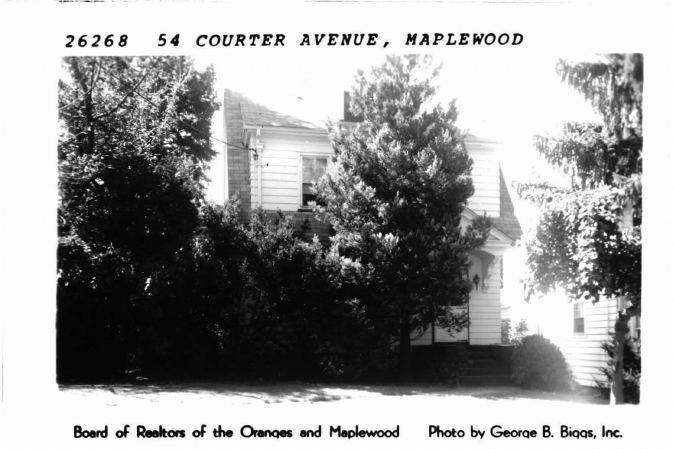 26268 54 COURTER AVENUE, MAPLEWOOD
Board of Realtors of the Oranges and Maplewood Photo by George B. Biggs, Inc.